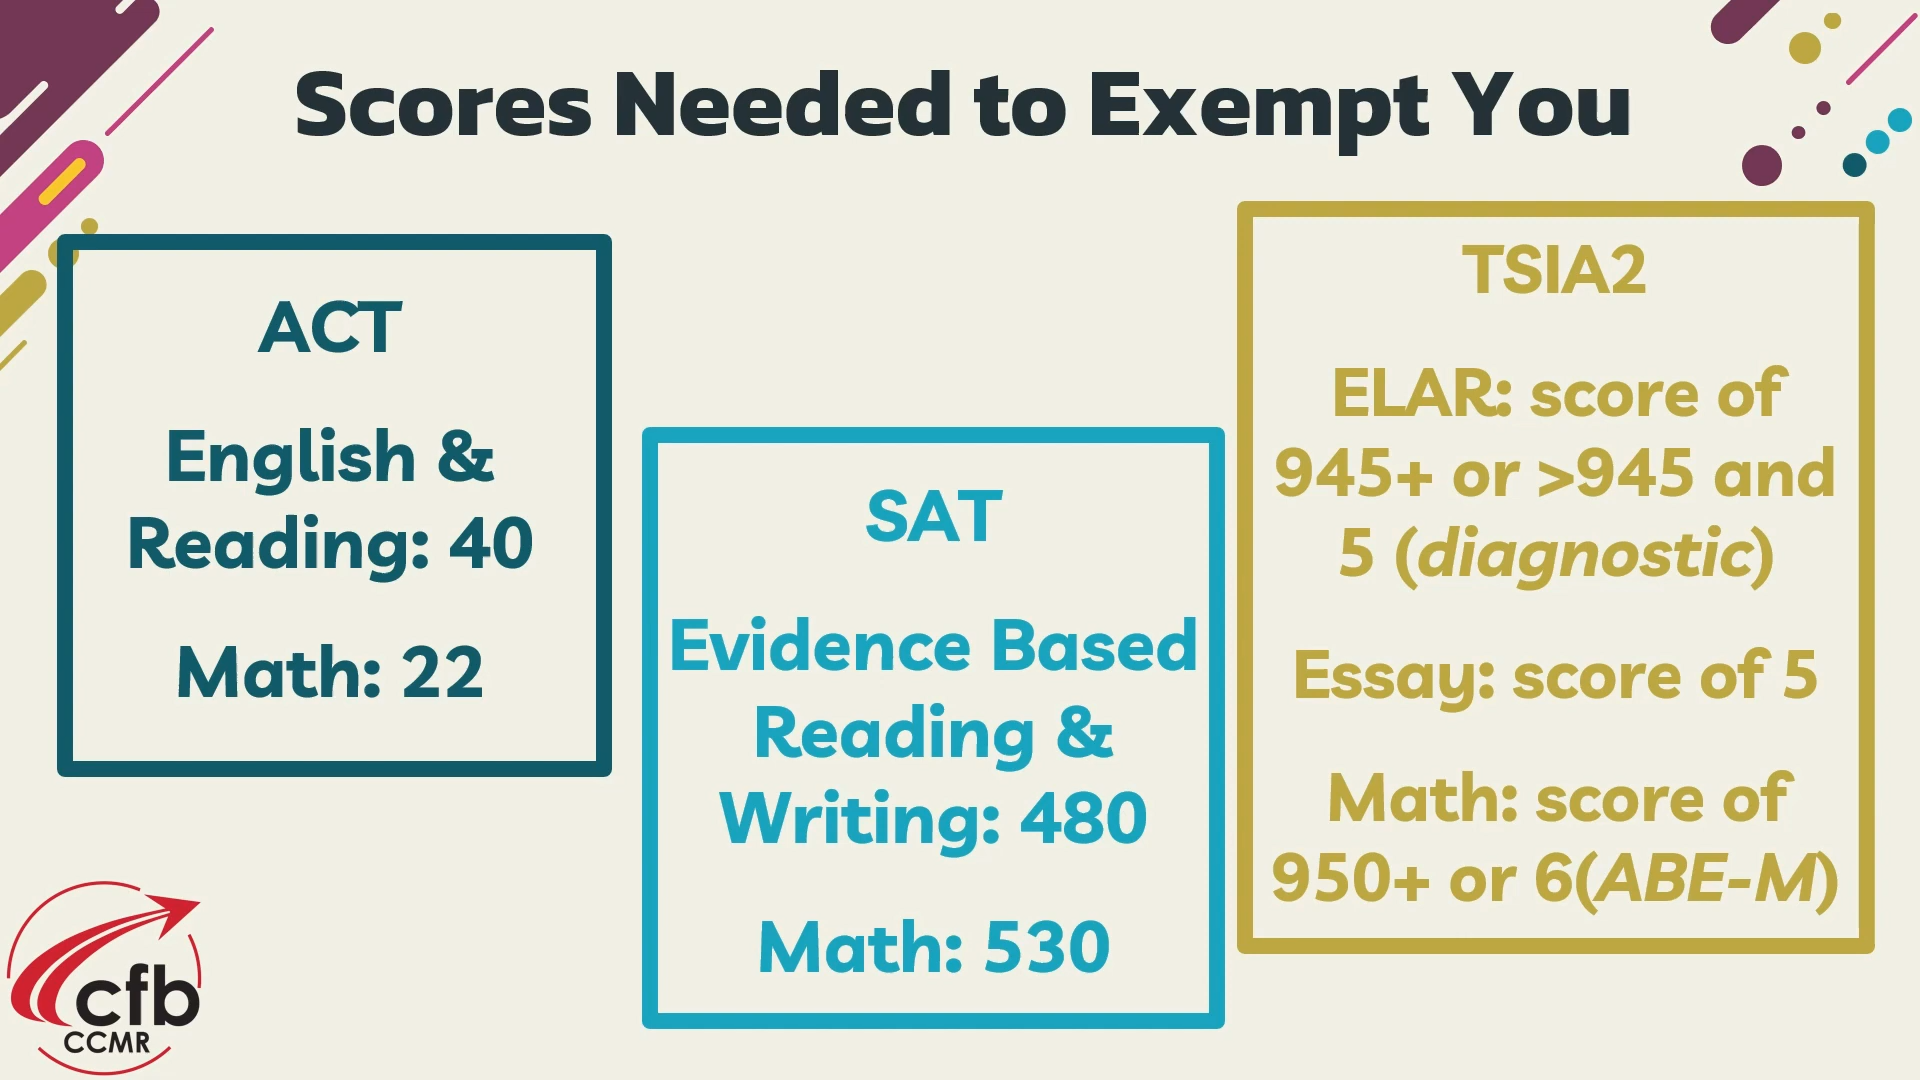 Scores Needed to Exempt You
ACT
English &
Reading: 40
Math: 22
SAT
Evidence Based
Reading &
Writing: 480
Math: 530
TSIA2
ELAR: score of
945+ or >945 and
5 (diagnostic)
Essay: score of 5
Math: score of
950+ or 6(ABE-M)
cfb
CCMR